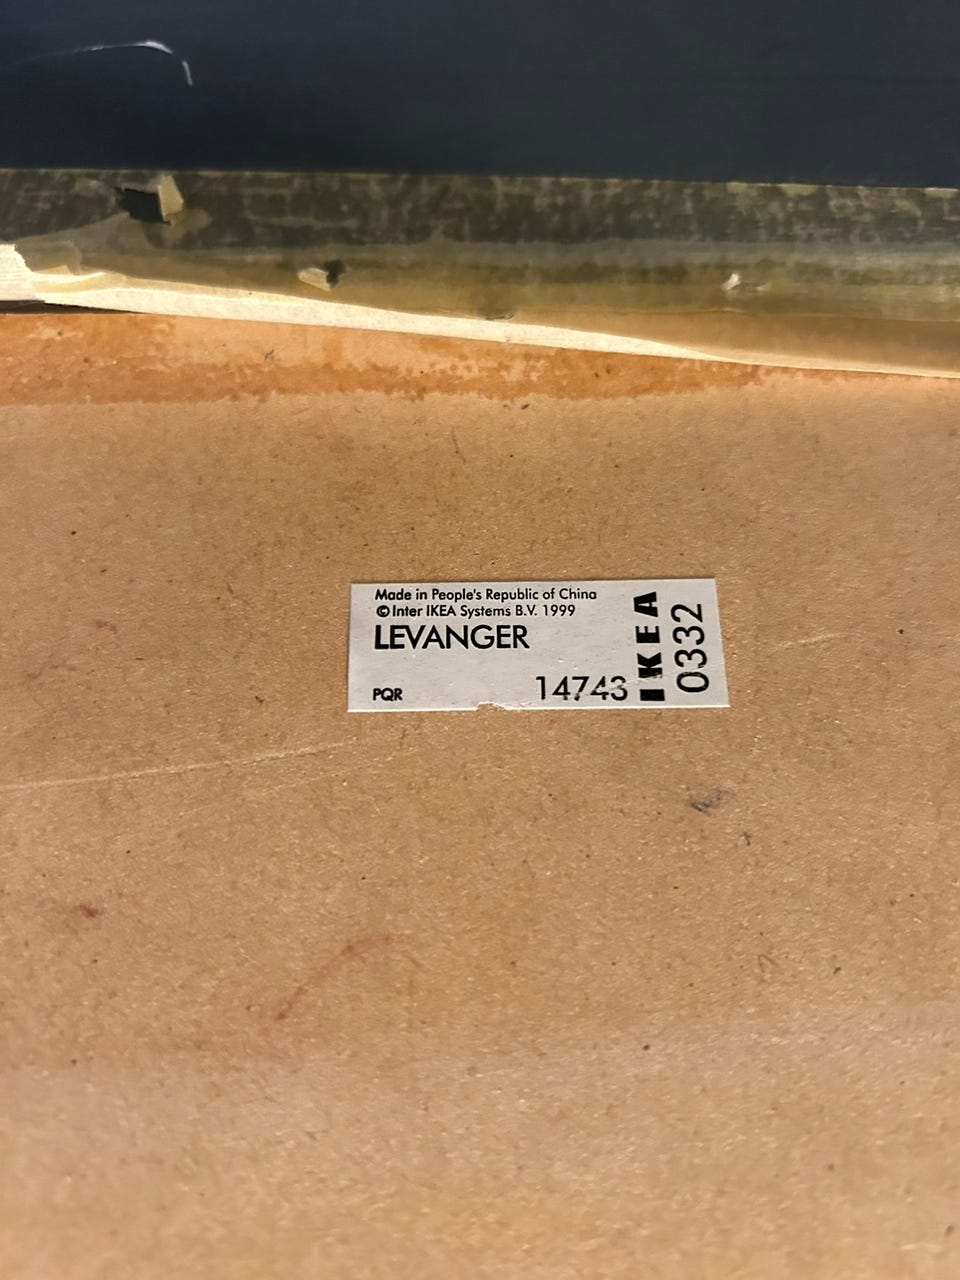 Made in People's Republic of China
© Inter IKEA Systems B.V. 1999
LEVANGER
PQR
14743
IKEA
0332